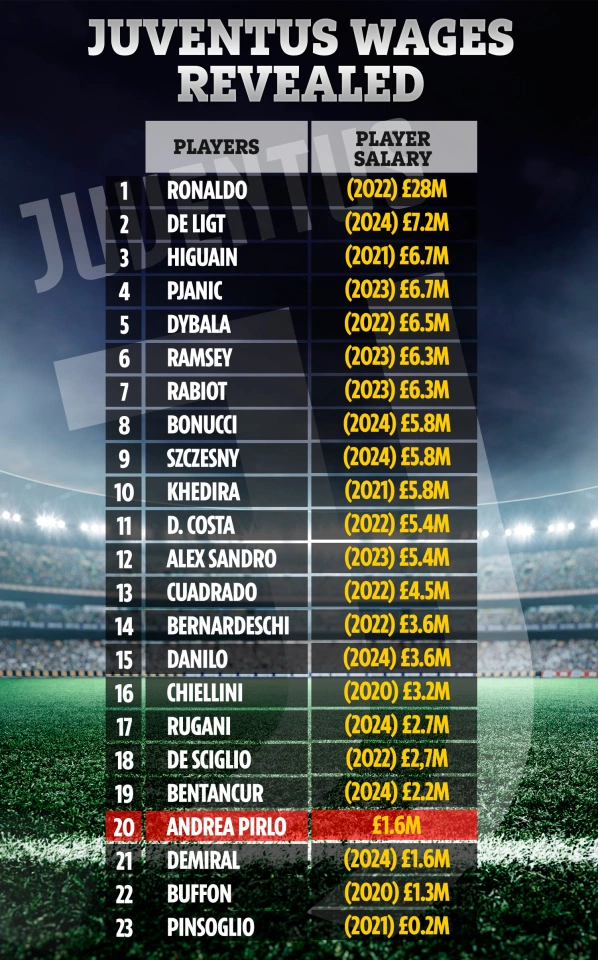 JUVENTUS WAGES
REVEALED
JUVENTUS
PLAYERS
PLAYER
SALARY
1 RONALDO (2022) £28M
2 DE LIGT (2024) £7.2M
3 HIGUAIN (2021) £6.7M
4 PJANIC (2023) £6.7M
5 DYBALA (2022) £6.5M
6 RAMSEY (2023) £6.3M
7 RABIOT (2023) £6.3M
8 BONUCCI (2024) £5.8M
9 SZCZESNY (2024) £5.8M
10 KHEDIRA (2021) £5.8M
11 D. COSTA (2022) £5.4M
12 ALEX SANDRO (2023) £5.4M
13 CUADRADO (2022) £4.5M
14 BERNARDESCHI (2022) £3.6M
15 DANILO (2024) £3.6M
16 CHIELLINI (2020) £3.2M
17 RUGANI (2024) £2.7M
18 DE SCIGLIO (2022) £2,7M
19 BENTANCUR (2024) £2.2M
20 ANDREA PIRLO £1.6M
21 DEMIRAL (2024) £1.6M
22 BUFFON (2020) £1.3M
23 PINSOGLIO (2021) £0.2M